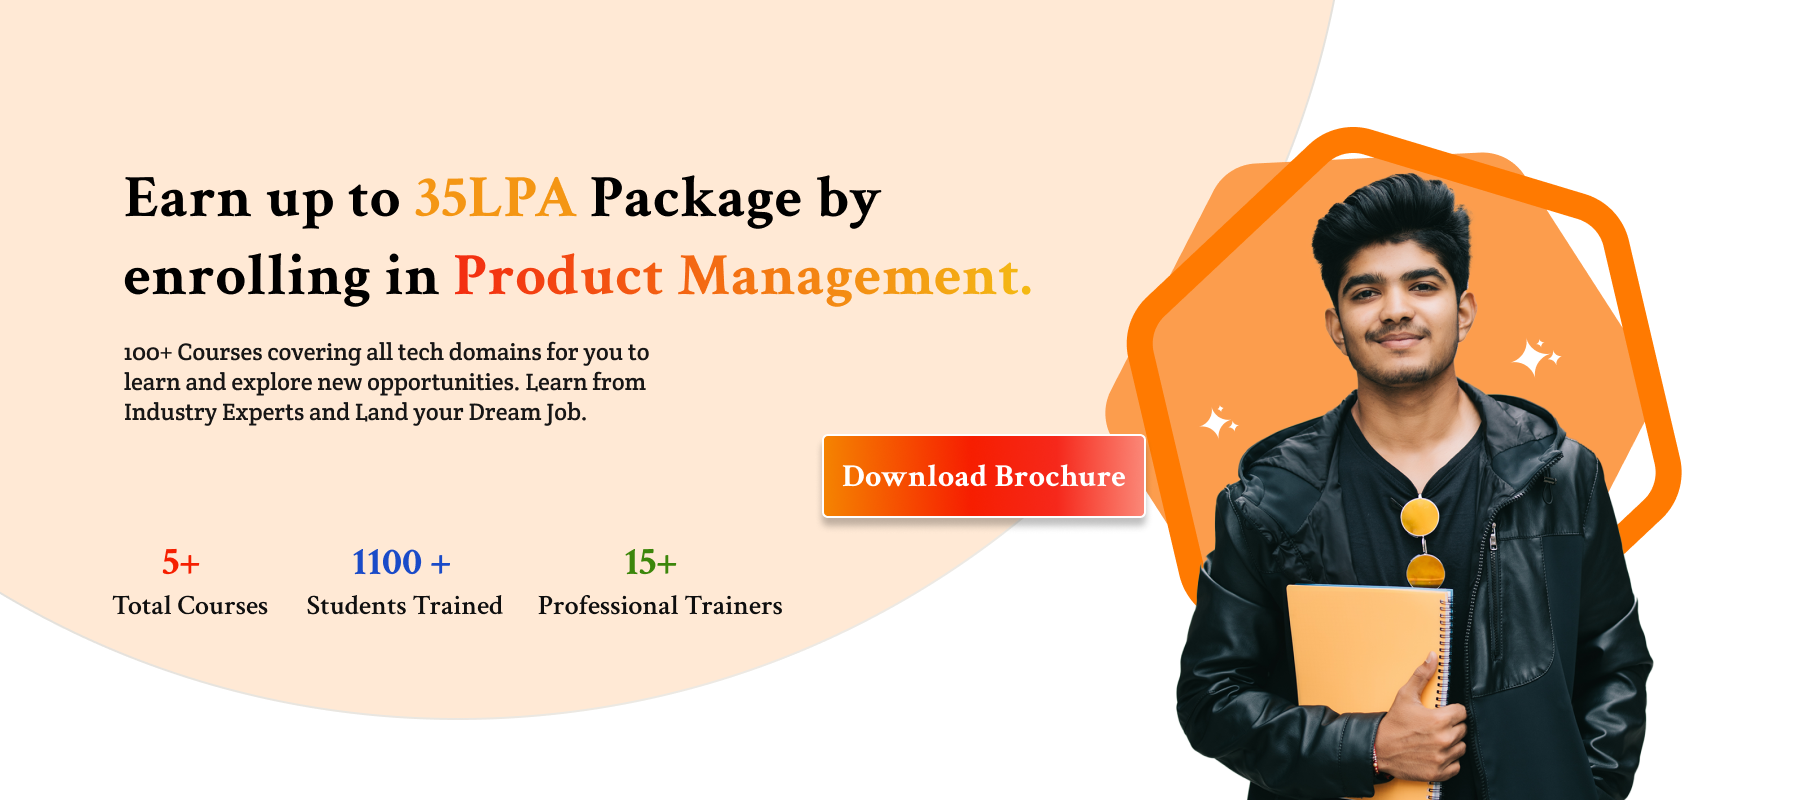 Earn up to 35LPA Package by
enrolling in Product Management.
100+ Courses covering all tech domains for you to
learn and explore new opportunities. Learn from
Industry Experts and Land your Dream Job.
Download Brochure
5+
Total Courses
1100 +
Students Trained
15+
Professional Trainers